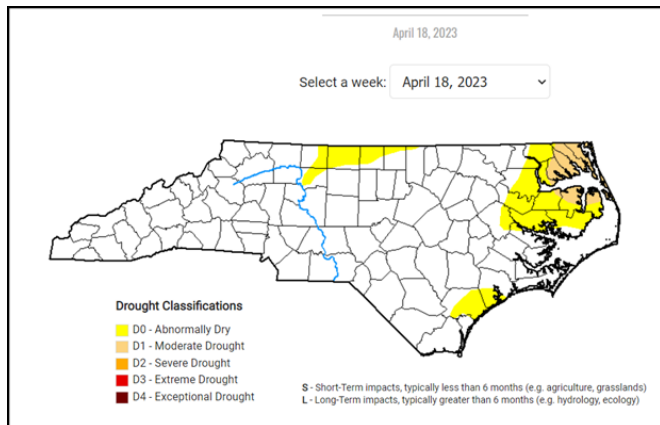 April 18, 2023
Select a week: April 18, 2023
Drought Classifications
D0 - Abnormally Dry
D1 - Moderate Drought
D2 - Severe Drought
D3 - Extreme Drought
D4 - Exceptional Drought
S - Short-Term impacts, typically less than 6 months (e.g. agriculture, grasslands)
L - Long-Term impacts, typically greater than 6 months (e.g. hydrology, ecology)